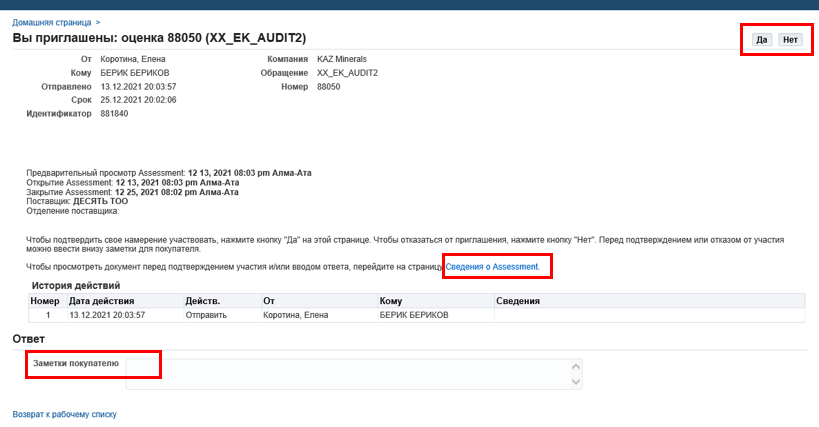 Домашняя страница >
Вы приглашены: оценка 88050 (XX_EK_AUDIT2)
Да Нет
От Коротина, Елена Компания KAZ Minerals
Кому БЕРИК БЕРИКОВ Обращение XX_EK_AUDIT2
Отправлено 13.12.2021 20:03:57 Номер 88050
Срок 25.12.2021 20:02:06
Идентификатор 881840
Предварительный просмотр Assessment: 12 13, 2021 08:03 pm Алма-Ата
Открытие Assessment: 12 13, 2021 08:03 pm Алма-Ата
Закрытие Assessment: 12 25, 2021 08:02 pm Алма-Ата
Поставщик: ДЕСЯТЬ ТОО
Отделение поставщика:
Чтобы подтвердить свое намерение участвовать, нажмите кнопку "Да" на этой странице. Чтобы отказаться от приглашения, нажмите кнопку "Нет". Перед подтверждением или отказом от участия
можно ввести внизу заметки для покупателя.
Чтобы просмотреть документ перед подтверждением участия и/или вводом ответа, перейдите на страницу Сведения о Assessment.
История действий
Номер Дата действия Действ. От Кому Сведения
1 13.12.2021 20:03:57 Отправить Коротина, Елена БЕРИК БЕРИКОВ
Ответ
Заметки покупателю
Возврат к рабочему списку